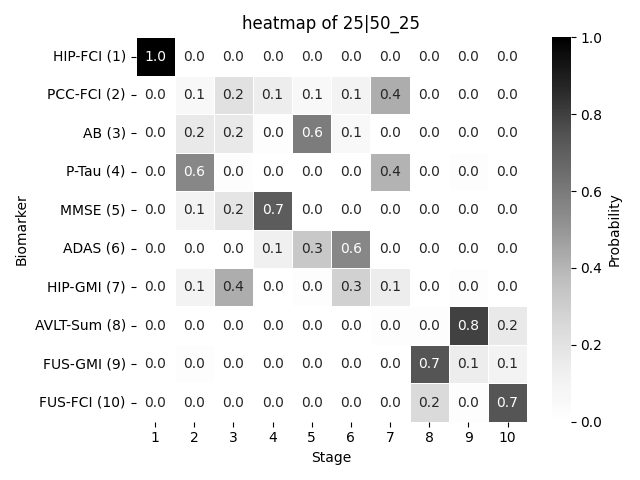 heatmap of 25|50_25
HIP-FCI (1) 1.0 0.0 0.0 0.0 0.0 0.0 0.0 0.0 0.0 0.0
PCC-FCI (2) 0.0 0.1 0.2 0.1 0.1 0.1 0.4 0.0 0.0 0.0
AB (3) 0.0 0.2 0.2 0.0 0.6 0.1 0.0 0.0 0.0 0.0
P-Tau (4) 0.0 0.6 0.0 0.0 0.0 0.0 0.4 0.0 0.0 0.0
MMSE (5) 0.0 0.1 0.2 0.7 0.0 0.0 0.0 0.0 0.0 0.0
ADAS (6) 0.0 0.0 0.0 0.1 0.3 0.6 0.0 0.0 0.0 0.0
HIP-GMI (7) 0.0 0.1 0.4 0.0 0.0 0.3 0.1 0.0 0.0 0.0
AVLT-Sum (8) 0.0 0.0 0.0 0.0 0.0 0.0 0.0 0.0 0.8 0.2
FUS-GMI (9) 0.0 0.0 0.0 0.0 0.0 0.0 0.0 0.7 0.1 0.1
FUS-FCI (10) 0.0 0.0 0.0 0.0 0.0 0.0 0.0 0.2 0.0 0.7
1 2 3 4 5 6 7 8 9 10
Stage
Biomarker
1.0
0.8
0.6
0.4
0.2
0.0
Probability